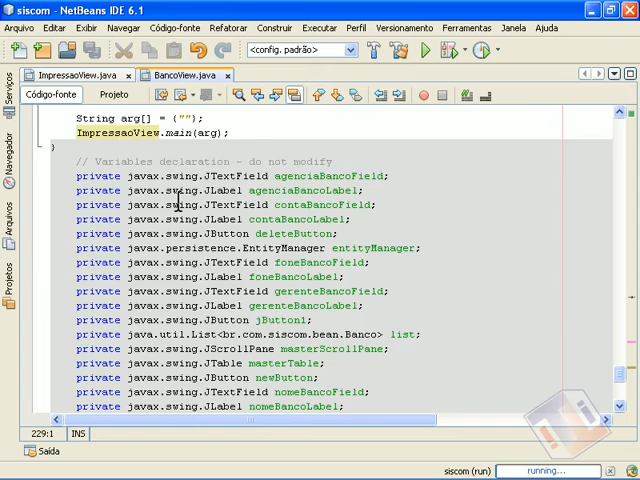 siscom - NetBeans IDE 6.1
Arquivo Editar Exibir Navegar Código-fonte Refatorar Construir Executar Perfil Versionamento Ferramentas Janela Ajuda
<config. padrão>
ImpressaoView.java BancoView.java
Código-fonte Projeto
String arg[] = {""};
ImpressaoView.main(arg);
}
// Variables declaration - do not modify
private javax.swing.JTextField agenciaBancoField;
private javax.swing.JLabel agenciaBancoLabel;
private javax.swing.JTextField contaBancoField;
private javax.swing.JLabel contaBancoLabel;
private javax.swing.JButton deleteButton;
private javax.persistence.EntityManager entityManager;
private javax.swing.JTextField foneBancoField;
private javax.swing.JLabel foneBancoLabel;
private javax.swing.JTextField gerenteBancoField;
private javax.swing.JLabel gerenteBancoLabel;
private javax.swing.JButton jButton1;
private java.util.List<br.com.siscom.bean.Banco> list;
private javax.swing.JScrollPane masterScrollPane;
private javax.swing.JTable masterTable;
private javax.swing.JButton newButton;
private javax.swing.JTextField nomeBancoField;
private javax.swing.JLabel nomeBancoLabel;
229:1 INS
Saída
siscom (run) running...
Serviços
Navegador
Arquivos
Projetos